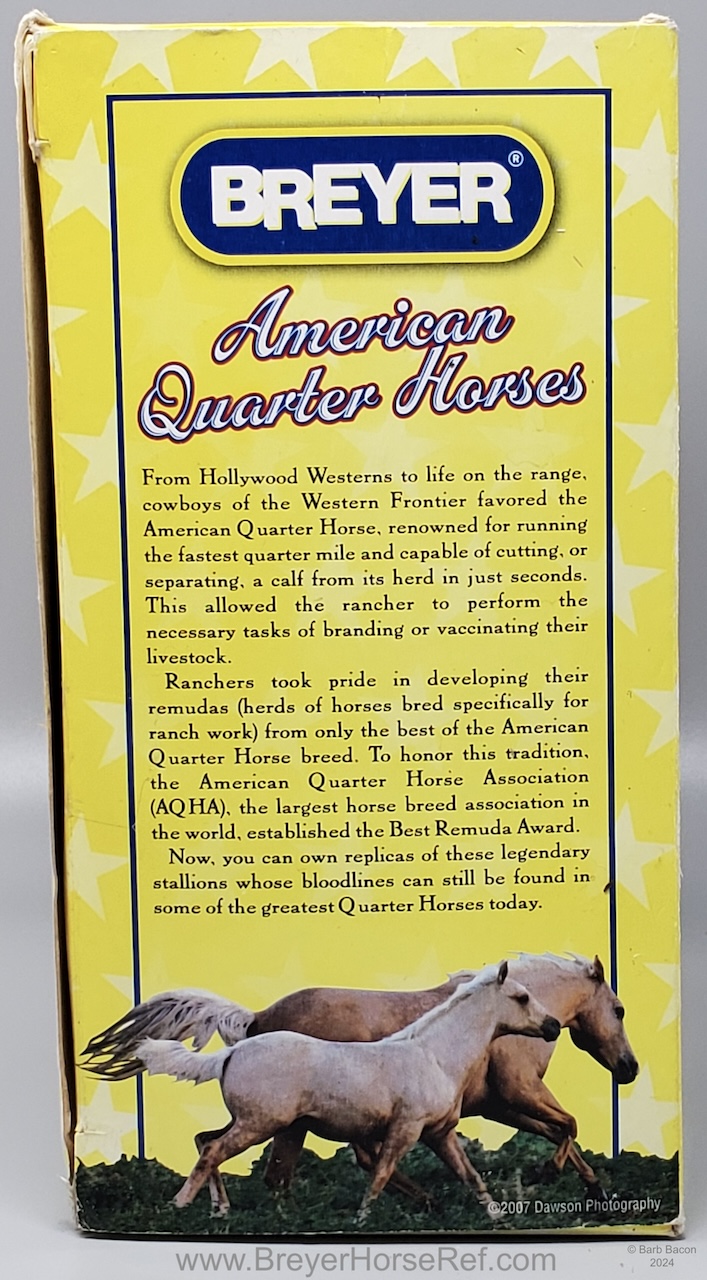 BREYER®
American
Quarter Horses
From Hollywood Westerns to life on the range,
cowboys of the Western Frontier favored the
American Quarter Horse, renowned for running
the fastest quarter mile and capable of cutting, or
separating, a calf from its herd in just seconds.
This allowed the rancher to perform the
necessary tasks of branding or vaccinating their
livestock.
Ranchers took pride in developing their
remudas (herds of horses bred specifically for
ranch work) from only the best of the American
Quarter Horse breed. To honor this tradition,
the American Quarter Horse Association
(AQHA), the largest horse breed association in
the world, established the Best Remuda Award.
Now, you can own replicas of these legendary
stallions whose bloodlines can still be found in
some of the greatest Quarter Horses today.
©2007 Dawson Photography
www.BreyerHorseRef.com
© Barb Bacon
2024